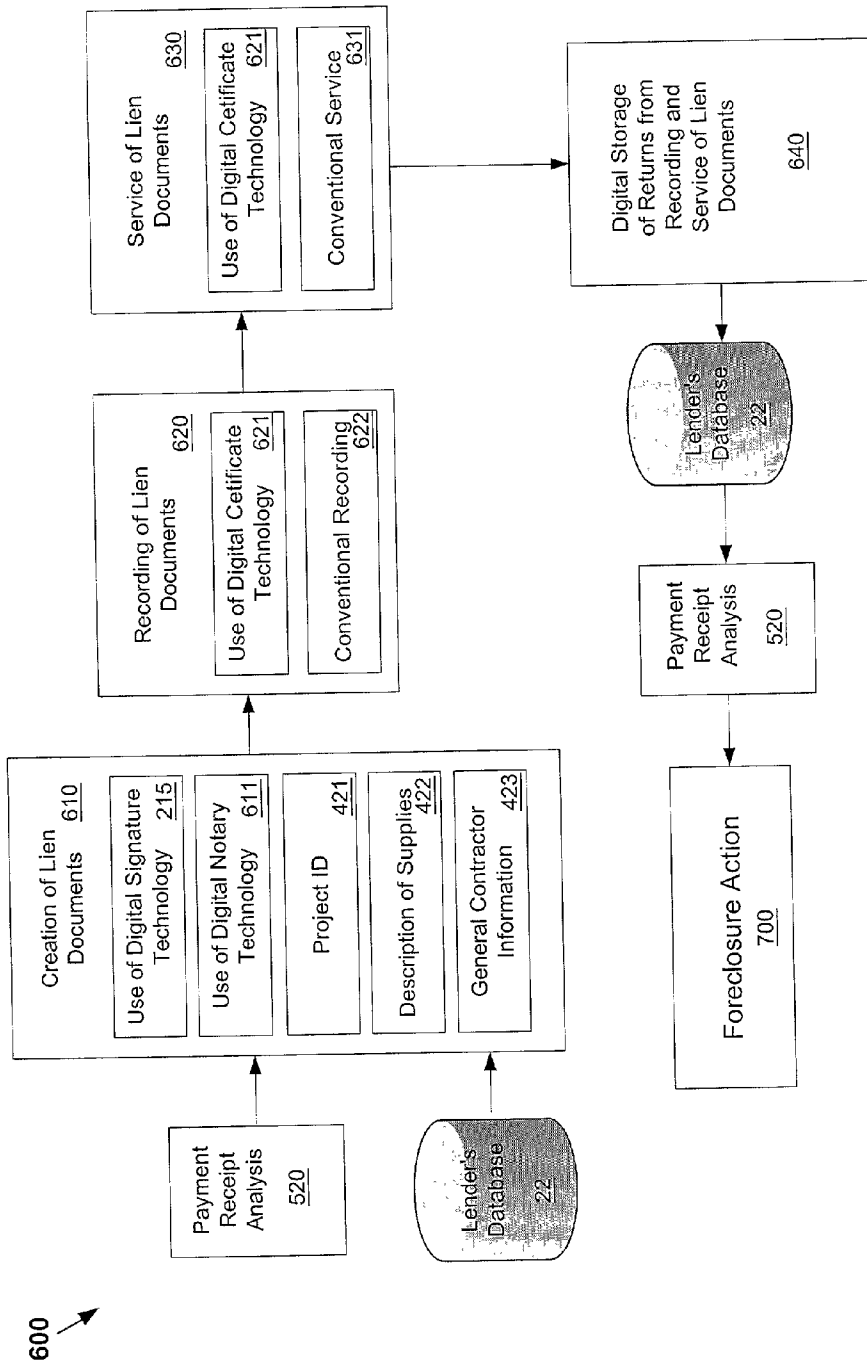 600
Payment
Receipt
Analysis
520
Lender's
Database
22
Creation of Lien
Documents 610
Use of Digital Signature
Technology 215
Use of Digital Notary
Technology 611
Project ID
421
Description of Supplies
422
General Contractor
Information 423
Recording of Lien
Documents 620
Use of Digital Cetificate
Technology 621
Conventional Recording
622
Service of Lien
Documents 630
Use of Digital Cetificate
Technology 621
Conventional Service
631
Digital Storage
of Returns from
Recording and
Service of Lien
Documents
640
Lender's
Database
22
Payment
Receipt
Analysis
520
Foreclosure Action
700